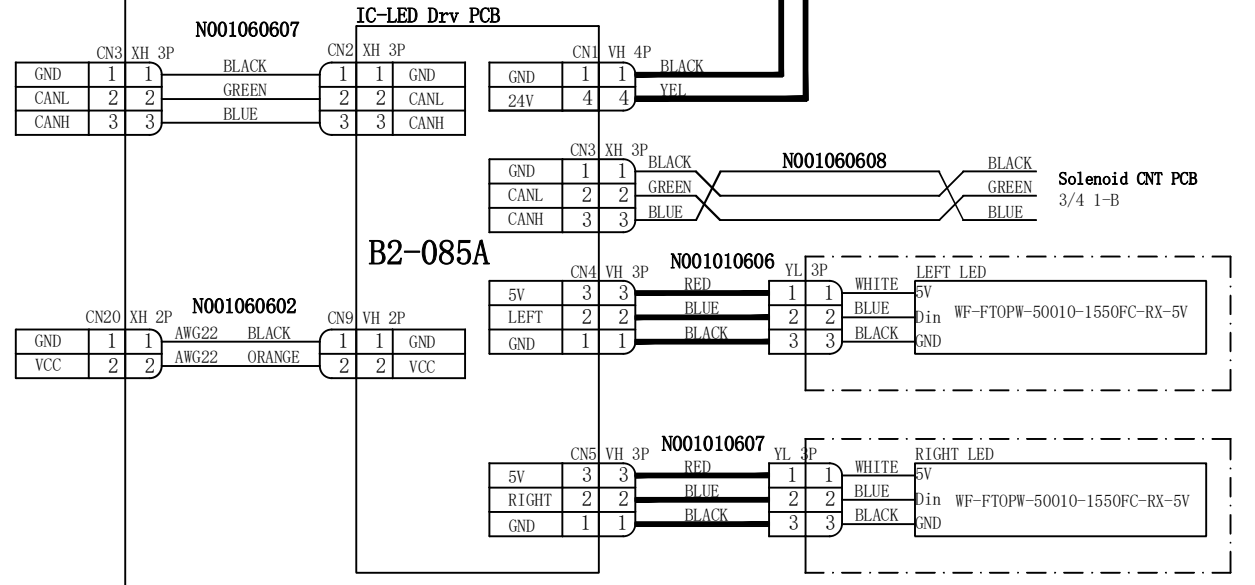 IC-LED Drv PCB
N001060607
CN3 XH 3P
GND 1 1 BLACK
CANL 2 2 GREEN
CANH 3 3 BLUE
CN2 XH 3P
1 1 GND
2 2 CANL
3 3 CANH
CN1 VH 4P
GND 1 1 BLACK
24V 4 4 YEL
CN3 XH 3P
GND 1 1 BLACK
CANL 2 2 GREEN
CANH 3 3 BLUE
N001060608
BLACK
GREEN
BLUE
Solenoid CNT PCB
3/4 1-B
B2-085A
N001060602
CN20 XH 2P
GND 1 1 AWG22 BLACK
VCC 2 2 AWG22 ORANGE
CN9 VH 2P
1 1 GND
2 2 VCC
N001010606
CN4 VH 3P
5V 3 3 RED
LEFT 2 2 BLUE
GND 1 1 BLACK
YL 3P
1 1 WHITE
2 2 BLUE
3 3 BLACK
LEFT LED
5V
Din WF-FTOPW-50010-1550FC-RX-5V
GND
N001010607
CN5 VH 3P
5V 3 3 RED
RIGHT 2 2 BLUE
GND 1 1 BLACK
YL 3P
1 1 WHITE
2 2 BLUE
3 3 BLACK
RIGHT LED
5V
Din WF-FTOPW-50010-1550FC-RX-5V
GND